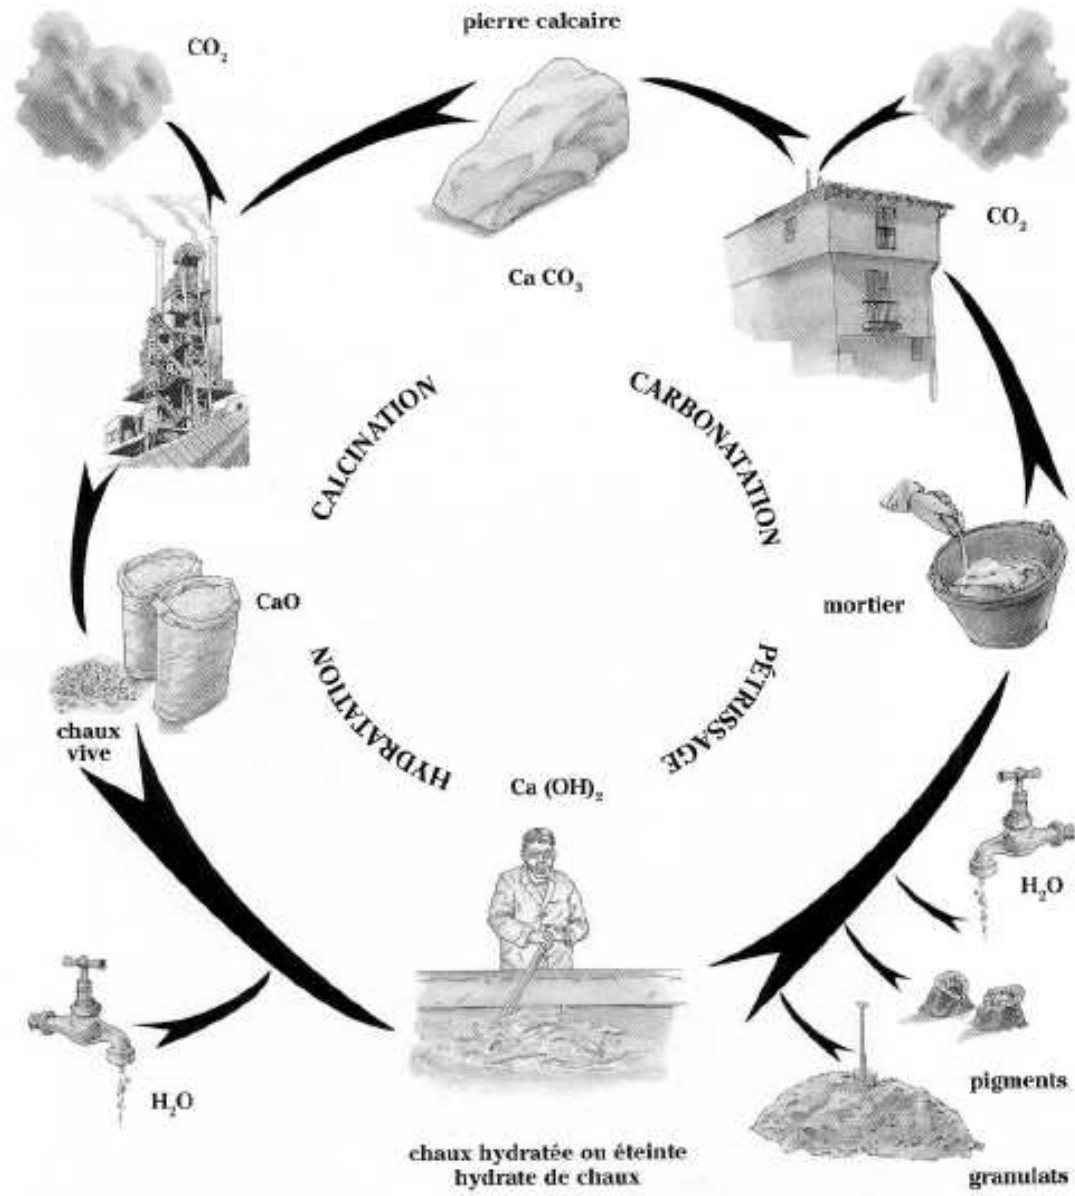 pierre calcaire
CO₂
Ca CO₃
CO₂
CALCINATION
CARBONATATION
CaO
mortier
chaux
vive
HYDRATATION
PÉTRISSAGE
Ca (OH)₂
H₂O
H₂O
pigments
chaux hydratée ou éteinte
hydrate de chaux
granulats